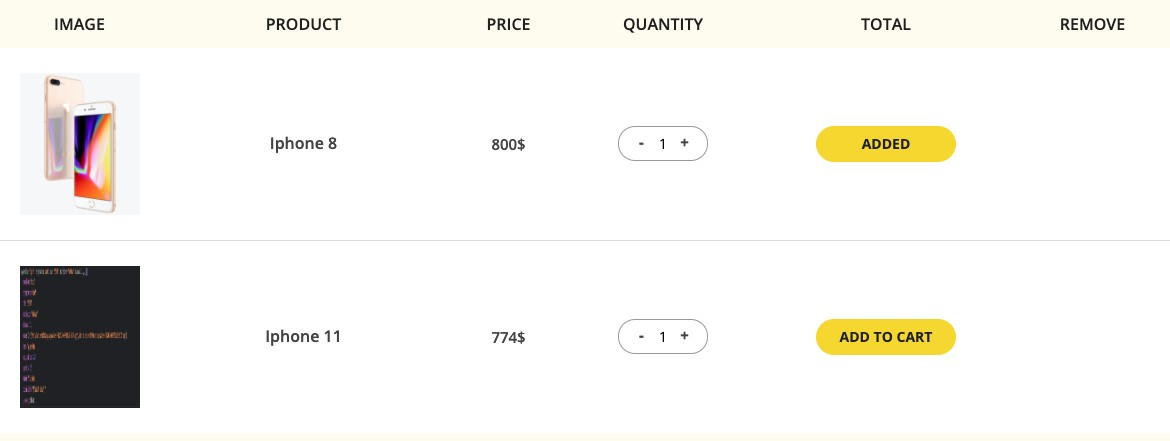 IMAGE PRODUCT PRICE QUANTITY TOTAL REMOVE
Iphone 8 800$ - 1 + ADDED
Iphone 11 774$ - 1 + ADD TO CART